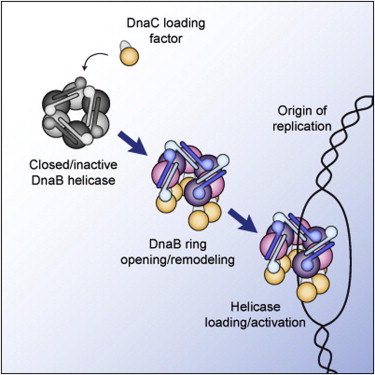 DnaC loading
factor
Origin of
replication
Closed/inactive
DnaB helicase
DnaB ring
opening/remodeling
Helicase
loading/activation